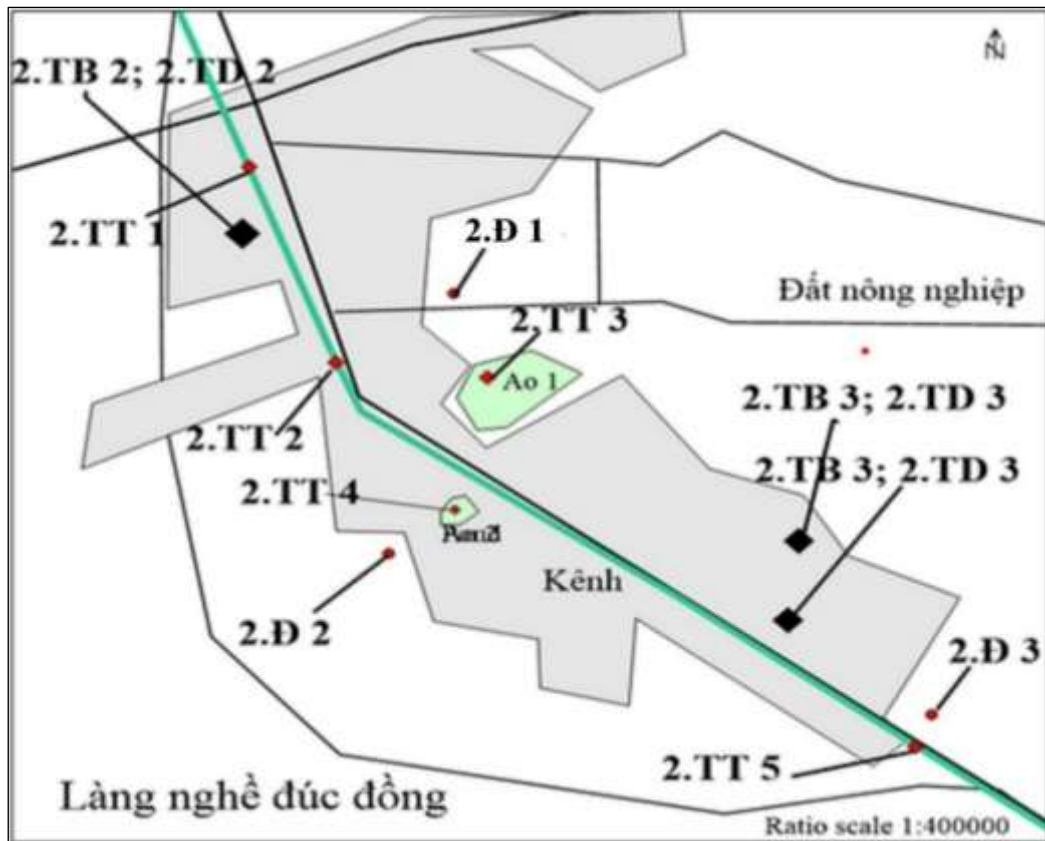 N
2.TB 2; 2.TD 2
2.TT 1
2.Đ 1
Đất nông nghiệp
2.TT 3
Ao 1
2.TB 3; 2.TD 3
2.TT 2
2.TB 3; 2.TD 3
2.TT 4
Kênh
2.Đ 2
2.Đ 3
2.TT 5
Làng nghề đúc đồng
Ratio scale 1:400000